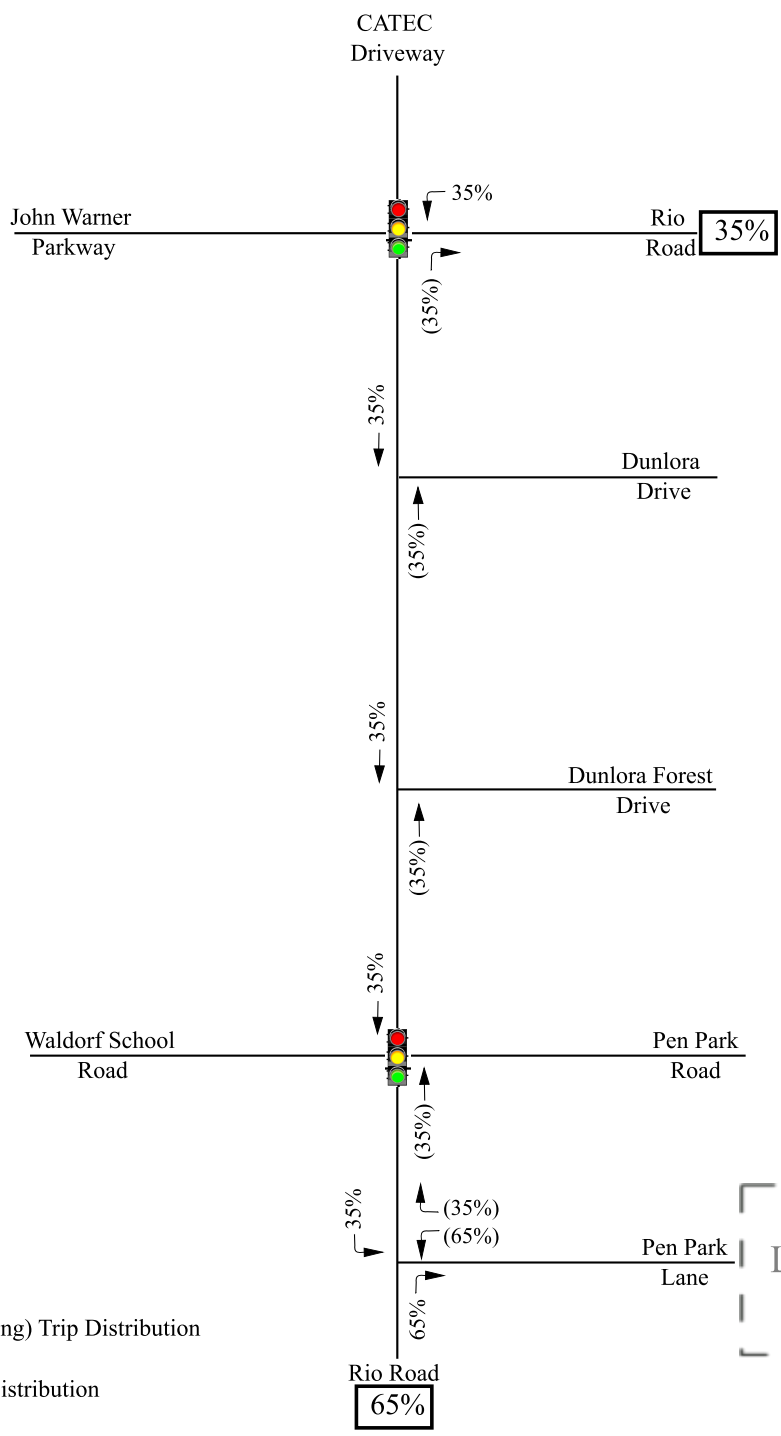 CATEC
Driveway
35%
John Warner
Parkway
Rio
Road
35%
(35%)
35%
Dunlora
Drive
(35%)
35%
Dunlora Forest
Drive
(35%)
35%
Waldorf School
Road
Pen Park
Road
(35%)
35%
(35%)
(65%)
Pen Park
Lane
65%
ng) Trip Distribution
istribution
Rio Road
65%